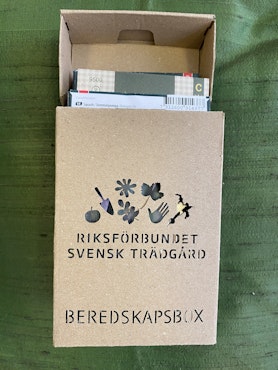 C
RIKSFÖRBUNDET
SVENSK TRÄDGÅRD
BEREDSKAPSBOX